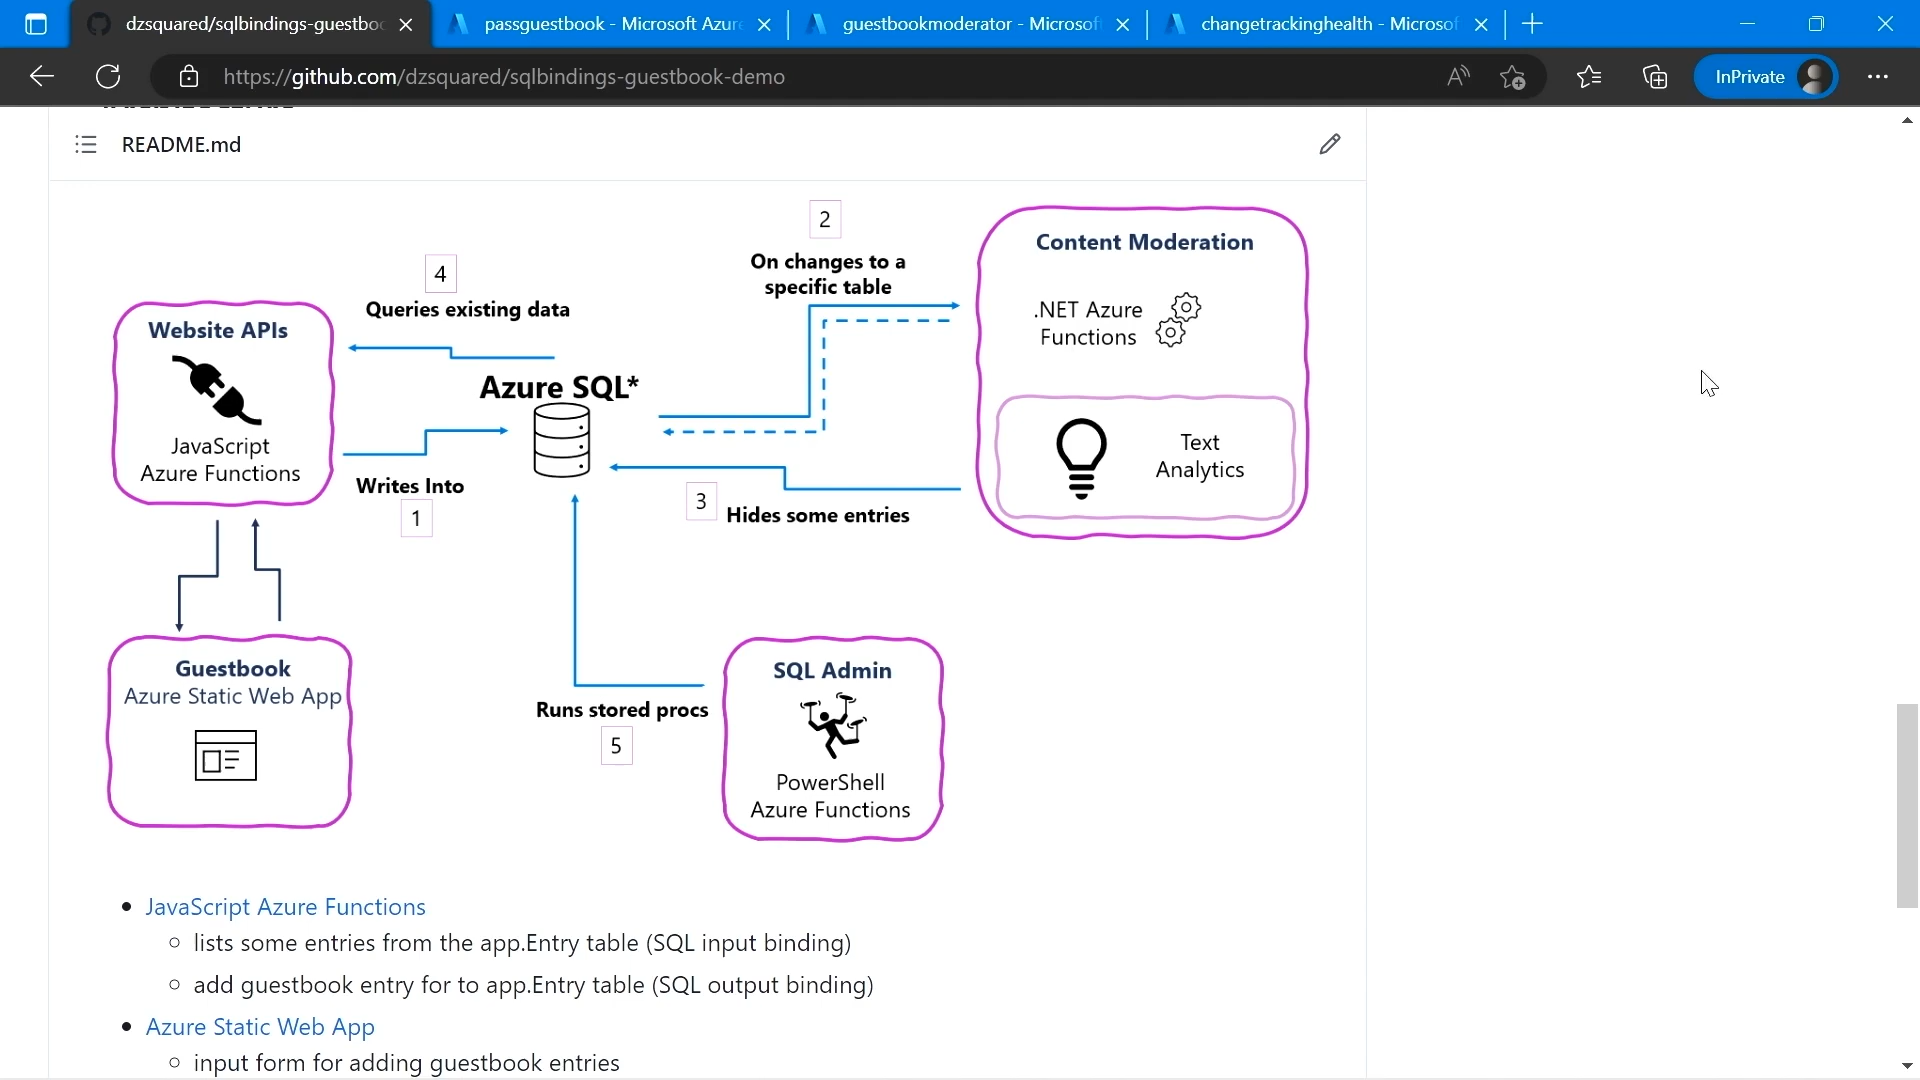 dzsquared/sqlbindings-guestboo
passguestbook - Microsoft Azure
guestbookmoderator - Microsoft
changetrackinghealth - Microsof
https://github.com/dzsquared/sqlbindings-guestbook-demo
InPrivate
README.md
2
On changes to a
specific table
Content Moderation
4
Queries existing data
.NET Azure
Functions
Website APIs
Azure SQL*
JavaScript
Azure Functions
Text
Analytics
Writes Into
1
3
Hides some entries
Guestbook
Azure Static Web App
SQL Admin
Runs stored procs
5
PowerShell
Azure Functions
JavaScript Azure Functions
lists some entries from the app.Entry table (SQL input binding)
add guestbook entry for to app.Entry table (SQL output binding)
Azure Static Web App
input form for adding guestbook entries